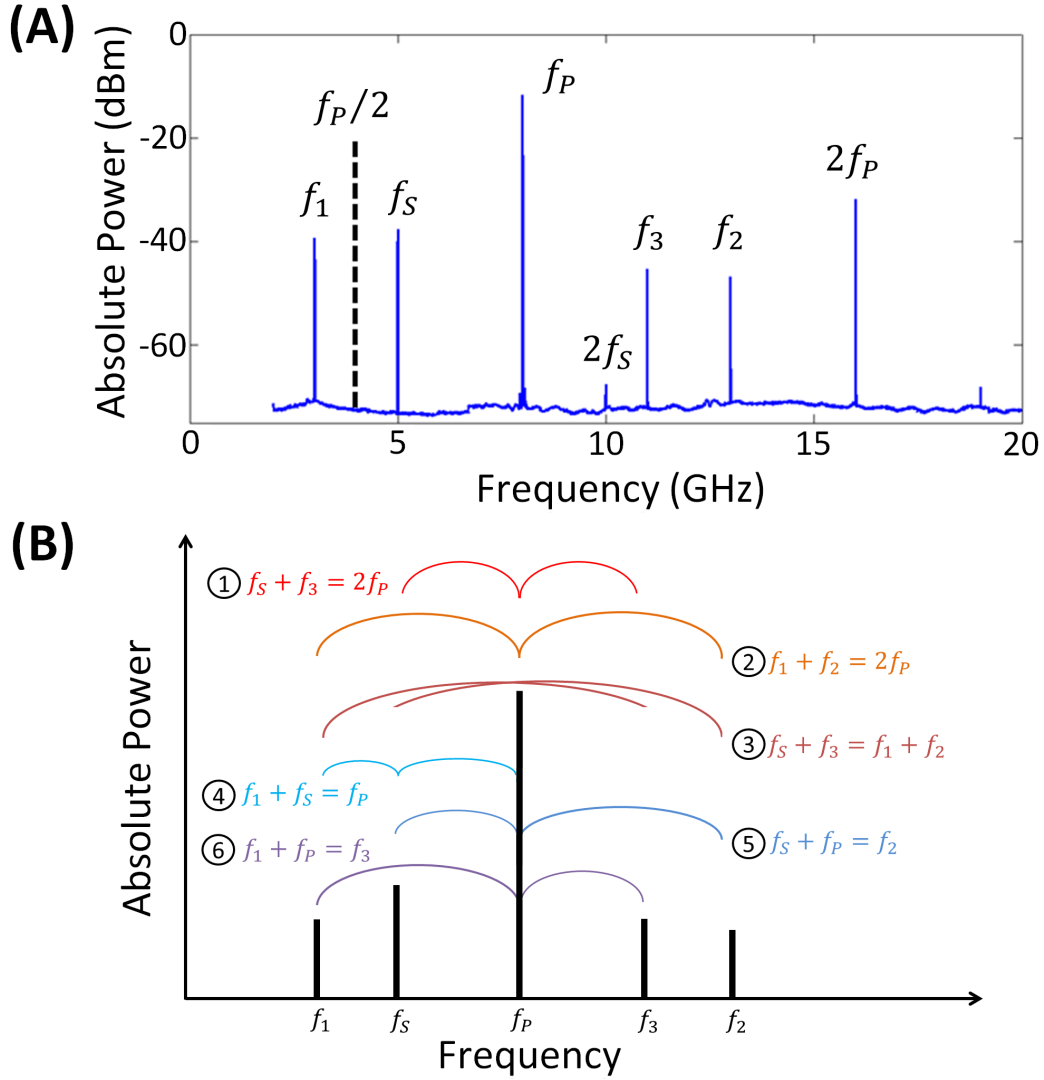 (A)
Absolute Power (dBm)
0
-20
-40
-60
f_P/2
f_P
f_1
f_S
2f_P
f_3
f_2
2f_S
0
5
10
15
20
Frequency (GHz)
(B)
Absolute Power
① f_S + f_3 = 2f_P
② f_1 + f_2 = 2f_P
③ f_S + f_3 = f_1 + f_2
④ f_1 + f_S = f_P
⑤ f_S + f_P = f_2
⑥ f_1 + f_P = f_3
f_1
f_S
f_P
f_3
f_2
Frequency